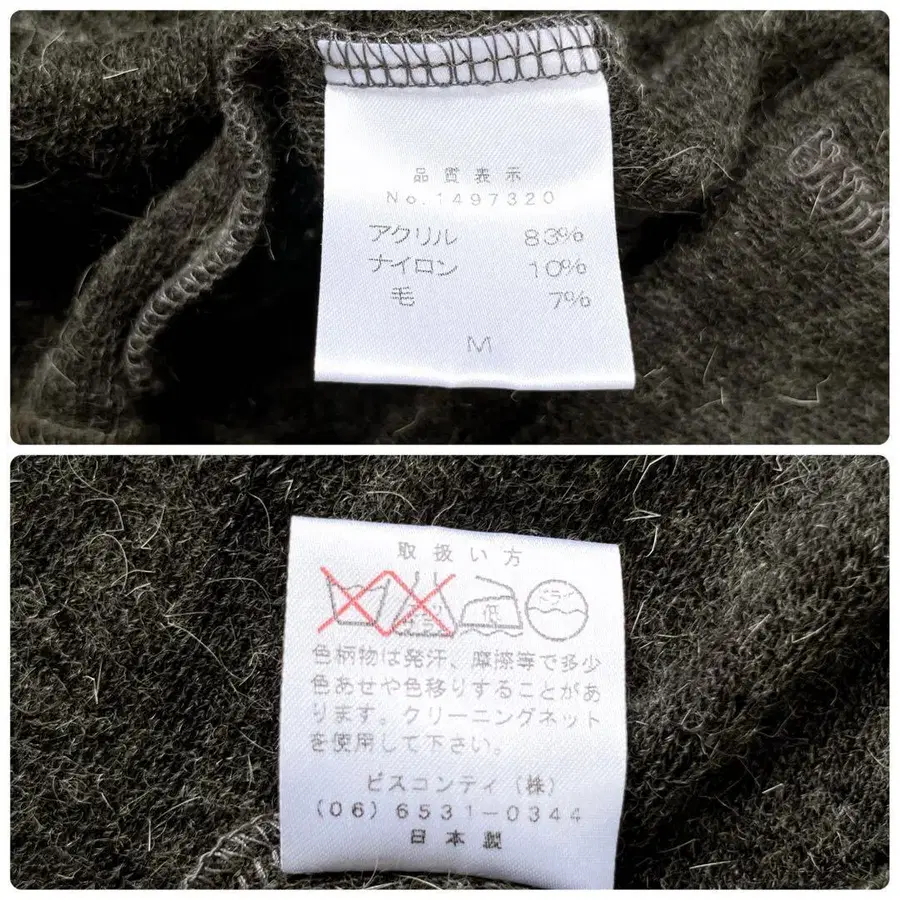 品質表示
No.1497320
アクリル 83%
ナイロン 10%
毛 7%
M
取扱い方
低 ドライ
色柄物は発汗、摩擦等で多少
色あせや色移りすることがあ
ります。クリーニングネット
を使用して下さい。
ビスコンティ(株)
(06)6531-0344
日本製